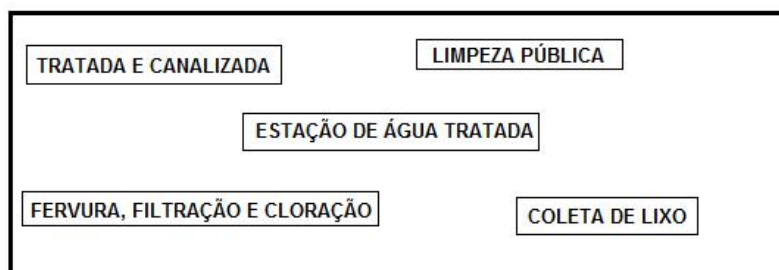 TRATADA E CANALIZADA
LIMPEZA PÚBLICA
ESTAÇÃO DE ÁGUA TRATADA
FERVURA, FILTRAÇÃO E CLORAÇÃO
COLETA DE LIXO